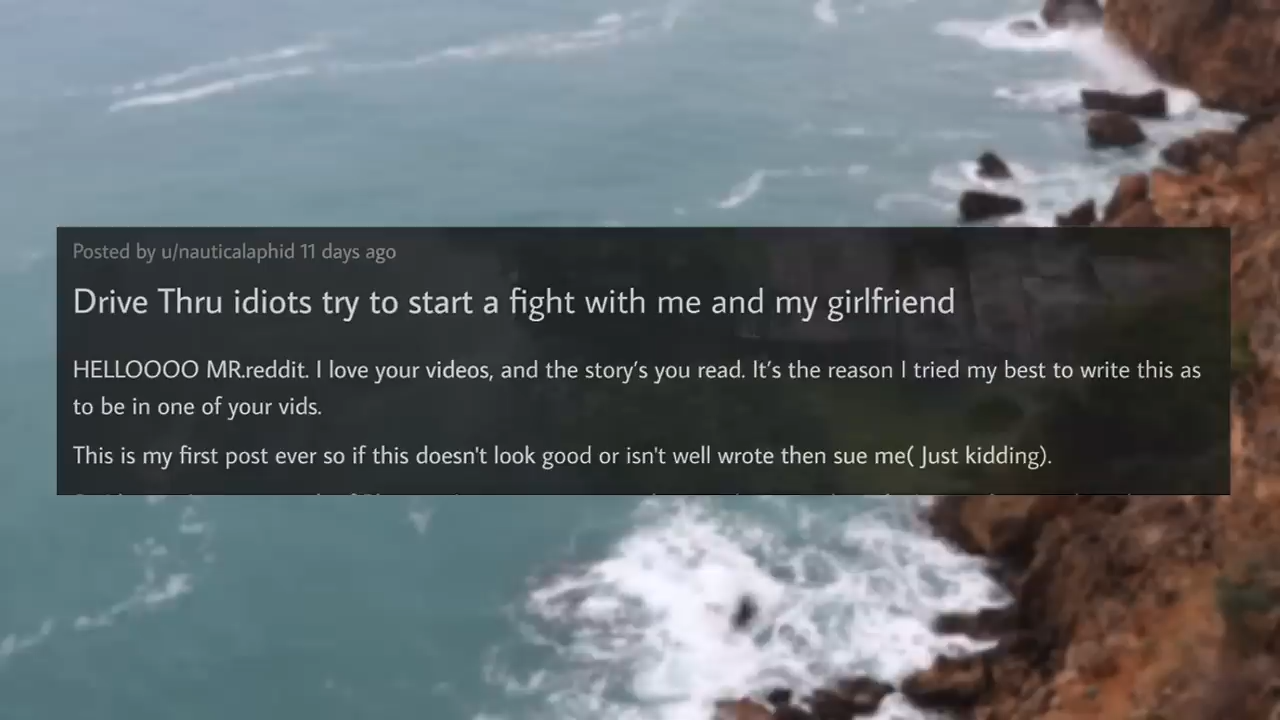 Posted by u/nauticalaphid 11 days ago
Drive Thru idiots try to start a fight with me and my girlfriend
HELLOOOO MR.reddit. I love your videos, and the story's you read. It's the reason I tried my best to write this as
to be in one of your vids.
This is my first post ever so if this doesn't look good or isn't well wrote then sue me( Just kidding).